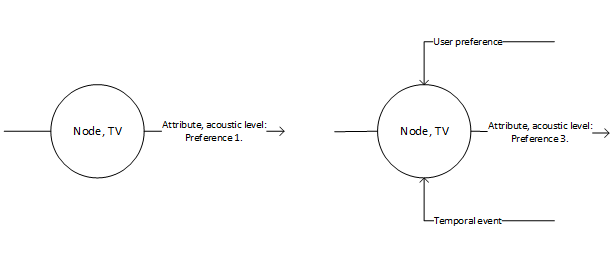 Node, TV
Attribute, acoustic level:
Preference 1.
User preference
Node, TV
Attribute, acoustic level:
Preference 3.
Temporal event